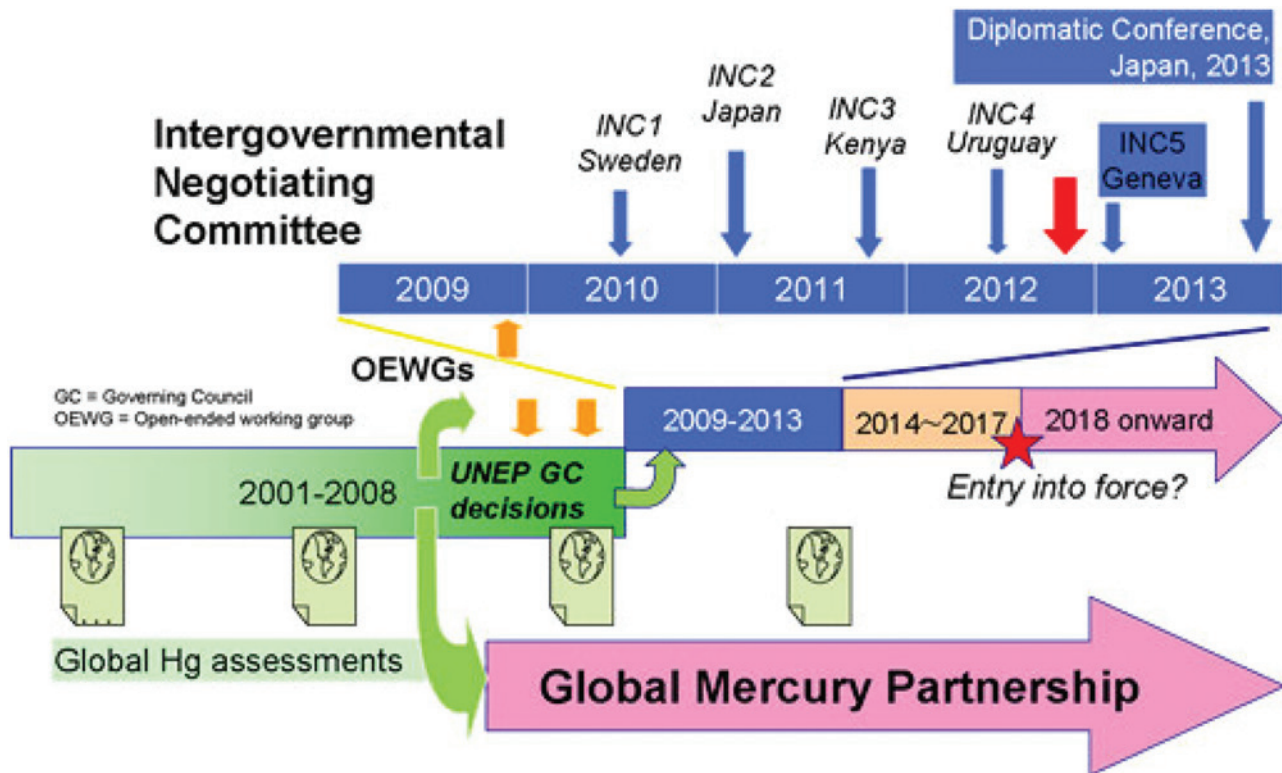 Diplomatic Conference,
Japan, 2013
INC2
Japan
INC1
Sweden
INC3
Kenya
INC4
Uruguay
INC5
Geneva
Intergovernmental
Negotiating
Committee
2009
2010
2011
2012
2013
OEWGs
GC = Governing Council
OEWG = Open-ended working group
2009-2013
2014~2017
2018 onward
2001-2008
UNEP GC
decisions
Entry into force?
Global Hg assessments
Global Mercury Partnership